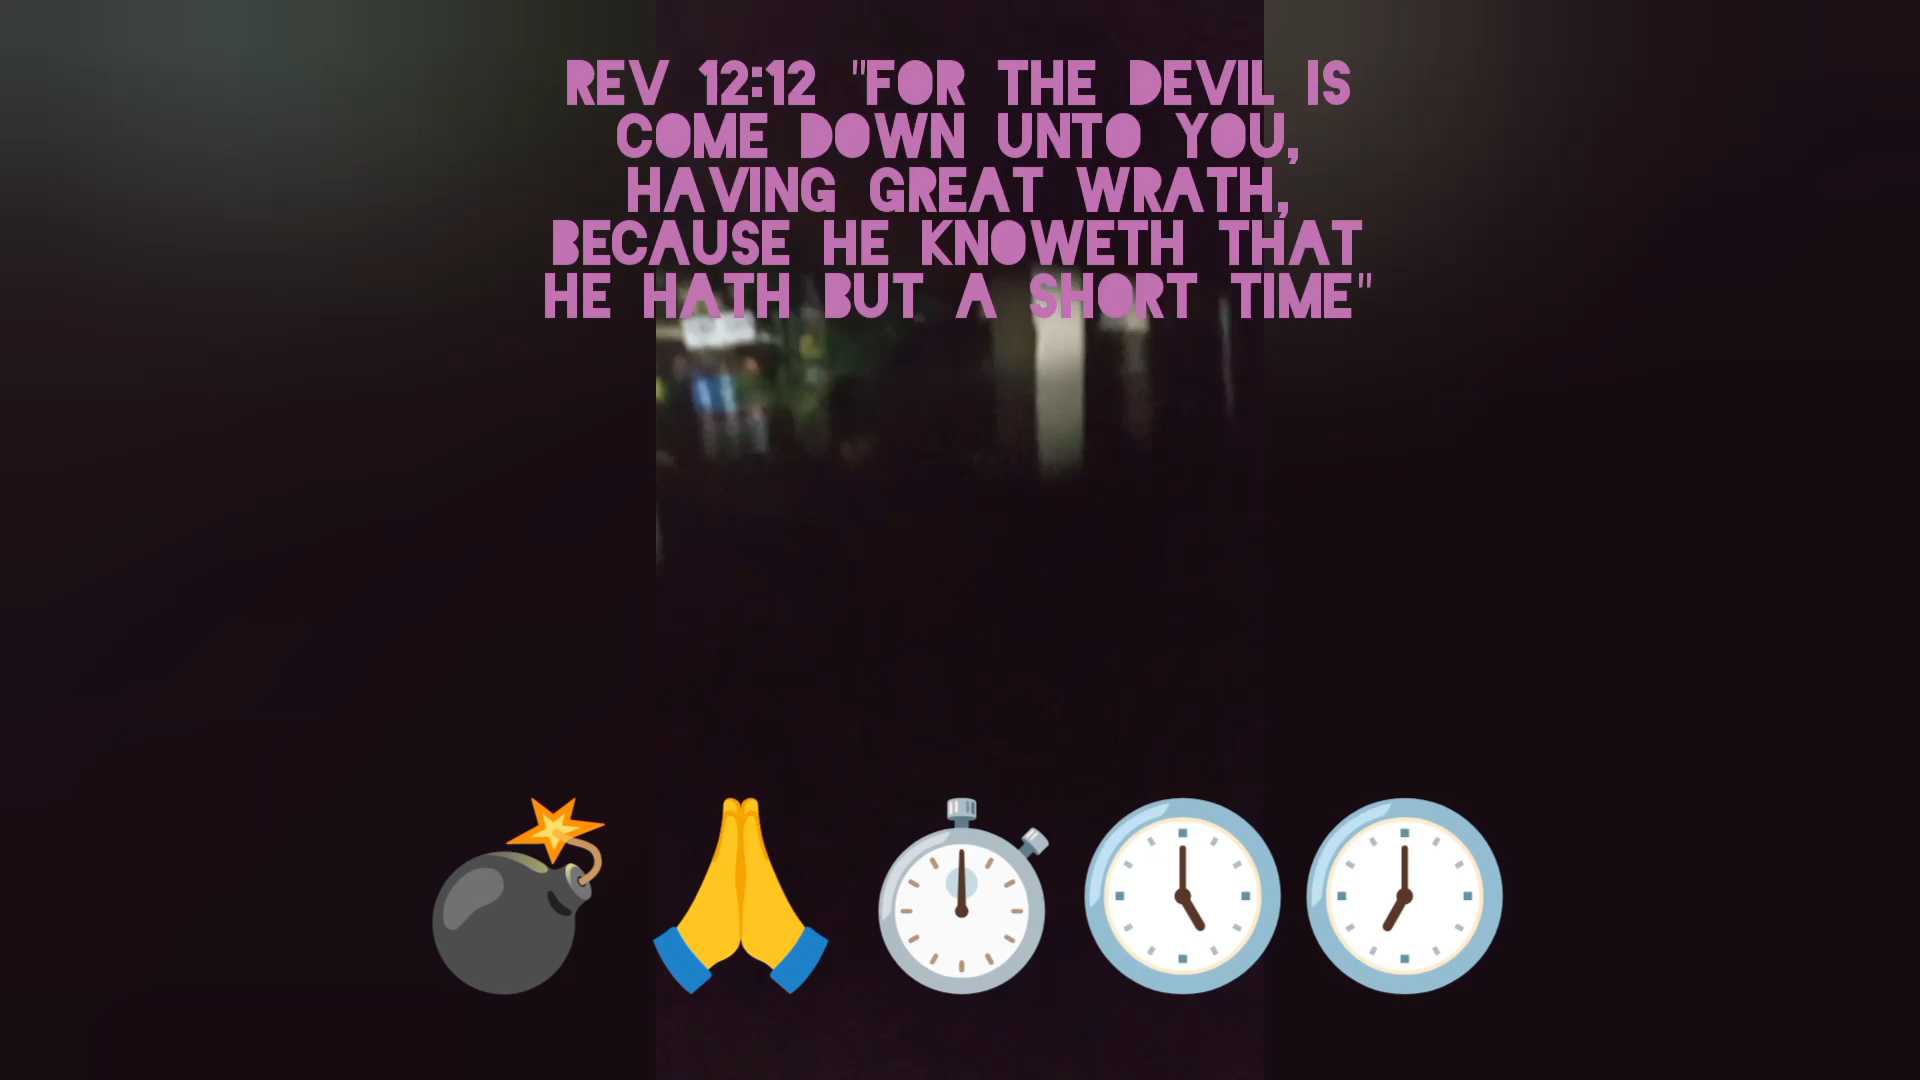 REV 12:12 "FOR THE DEVIL IS
COME DOWN UNTO YOU,
HAVING GREAT WRATH,
BECAUSE HE KNOWETH THAT
HE HATH BUT A SHORT TIME"